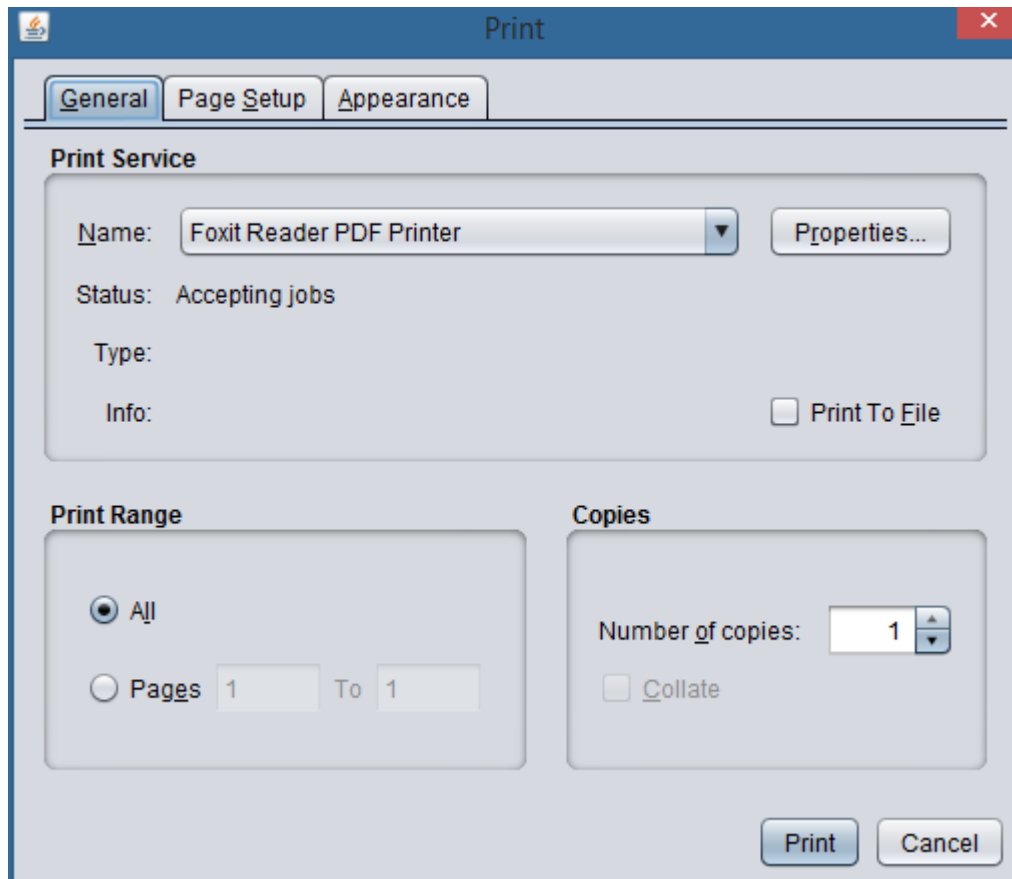 Print
General Page Setup Appearance
Print Service
Name: Foxit Reader PDF Printer Properties...
Status: Accepting jobs
Type:
Info: Print To File
Print Range Copies
All
Number of copies: 1
Pages 1 To 1 Collate
Print Cancel